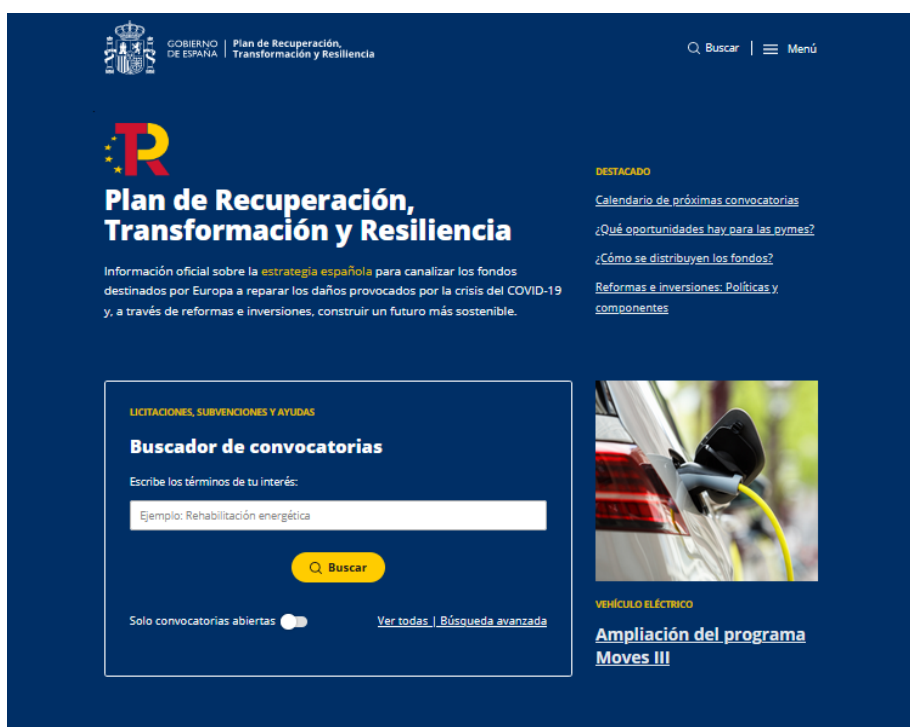 GOBIERNO
DE ESPAÑA
Plan de Recuperación,
Transformación y Resiliencia
Buscar
Menú
Plan de Recuperación,
Transformación y Resiliencia
Información oficial sobre la estrategia española para canalizar los fondos
destinados por Europa a reparar los daños provocados por la crisis del COVID-19
y, a través de reformas e inversiones, construir un futuro más sostenible.
DESTACADO
Calendario de próximas convocatorias
¿Qué oportunidades hay para las pymes?
¿Cómo se distribuyen los fondos?
Reformas e inversiones: Políticas y
componentes
LICITACIONES, SUBVENCIONES Y AYUDAS
Buscador de convocatorias
Escribe los términos de tu interés:
Ejemplo: Rehabilitación energética
Buscar
Solo convocatorias abiertas
Ver todas | Búsqueda avanzada
VEHÍCULO ELÉCTRICO
Ampliación del programa
Moves III